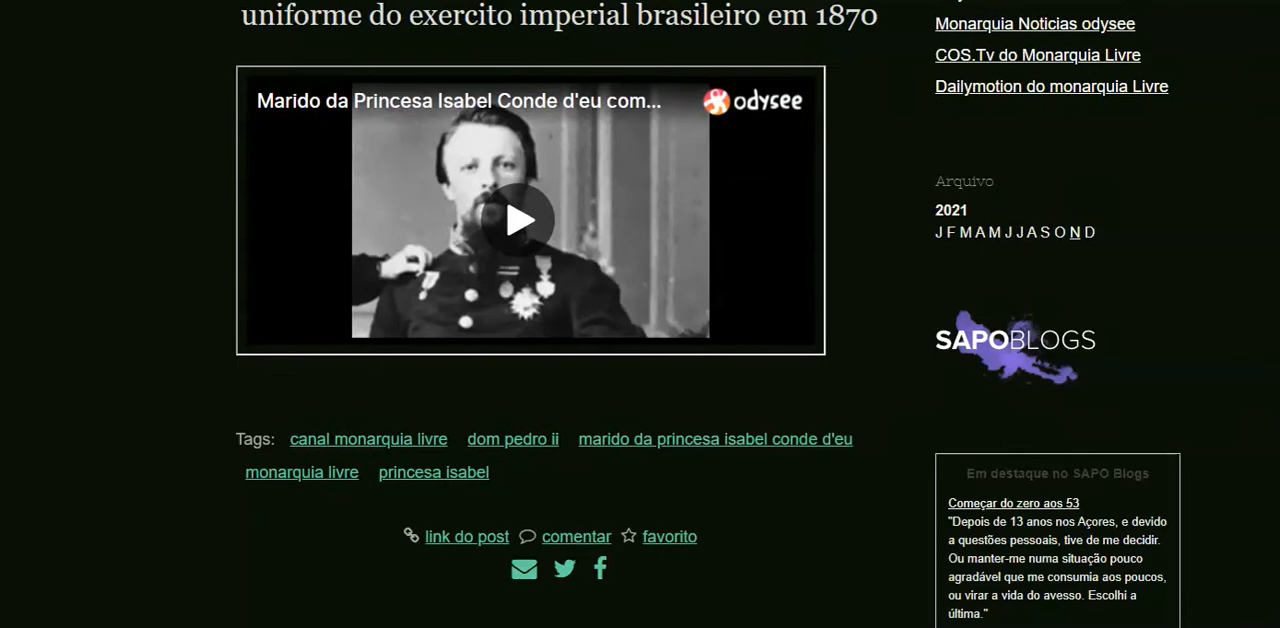 uniforme do exercito imperial brasileiro em 1870
Marido da Princesa Isabel Conde d'eu com...
odysee
Tags: canal monarquia livre dom pedro ii marido da princesa isabel conde d'eu
monarquia livre princesa isabel
link do post comentar favorito
Monarquia Noticias odysee
COS.Tv do Monarquia Livre
Dailymotion do monarquia Livre
Arquivo
2021
J F M A M J J A S O N D
SAPOBLOGS
Em destaque no SAPO Blogs
Começar do zero aos 53
"Depois de 13 anos nos Açores, e devido
a questões pessoais, tive de me decidir.
Ou manter-me numa situação pouco
agradável que me consumia aos poucos,
ou virar a vida do avesso. Escolhi a
última."